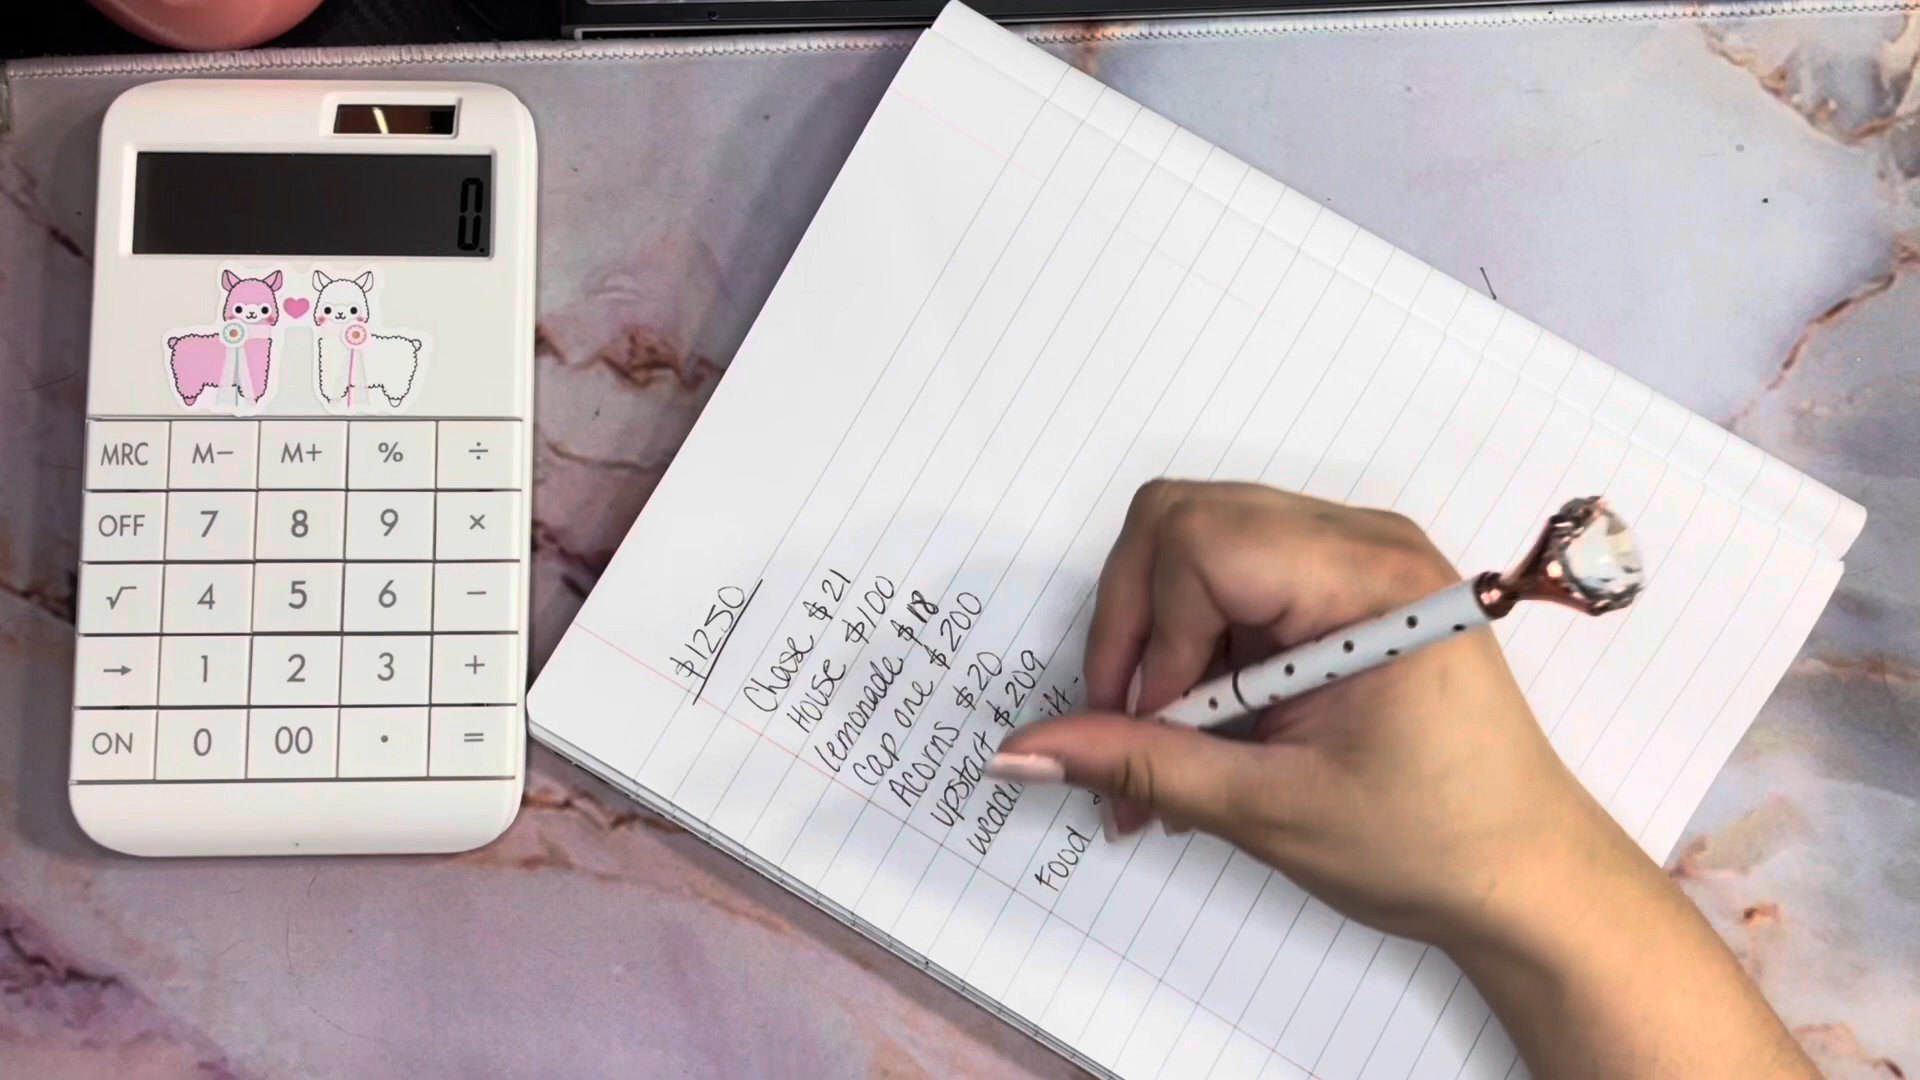 0.
MRC M− M+ % ÷
OFF 7 8 9 ×
√ 4 5 6 −
→ 1 2 3 +
ON 0 00 . =
$1250
Chase $21
House $100
lemonade $18
cap one $200
Acorns $20
upstart $209
Food